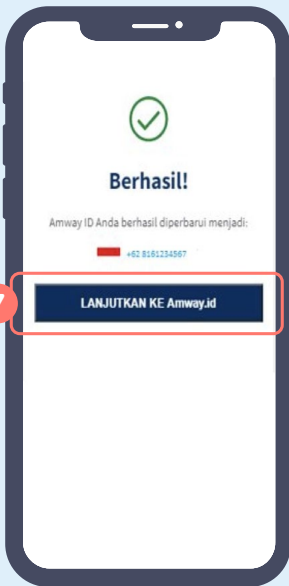 Berhasil!
Amway ID Anda berhasil diperbarui menjadi:
+62 8161234567
LANJUTKAN KE Amway.id